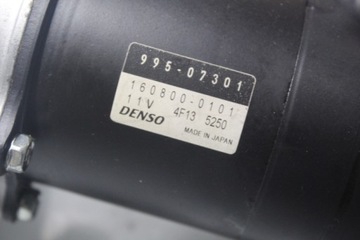 995-07301
160800-0101
11V 4F13 5250
DENSO MADE IN JAPAN